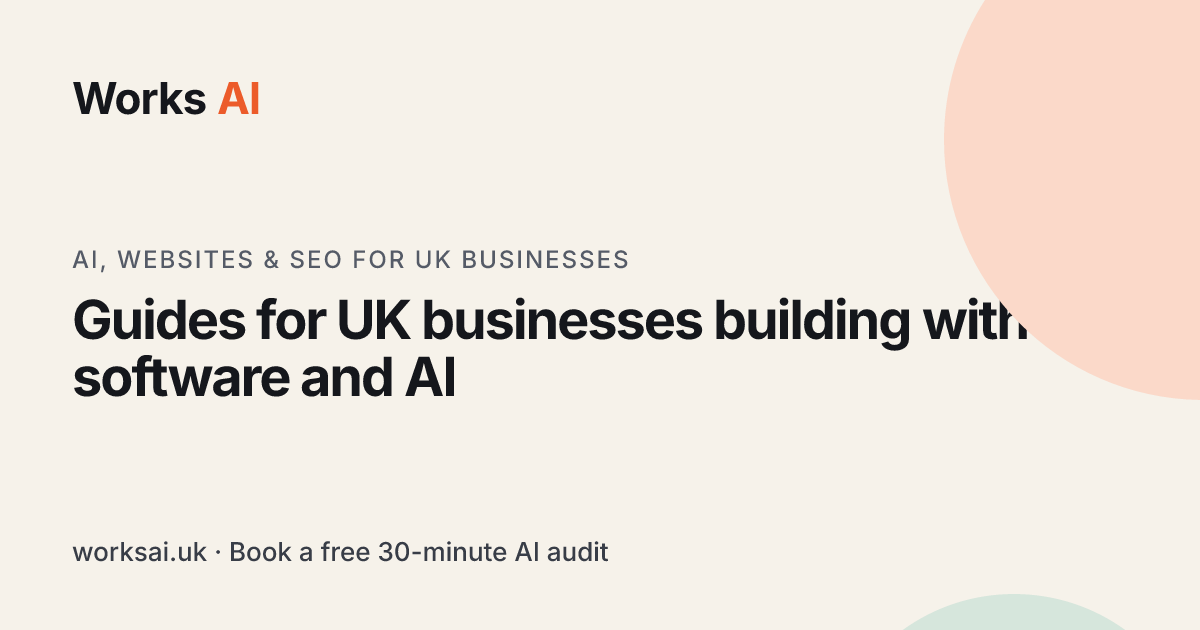 Works AI
AI, WEBSITES & SEO FOR UK BUSINESSES
Guides for UK businesses building with
software and AI
worksai.uk · Book a free 30-minute AI audit